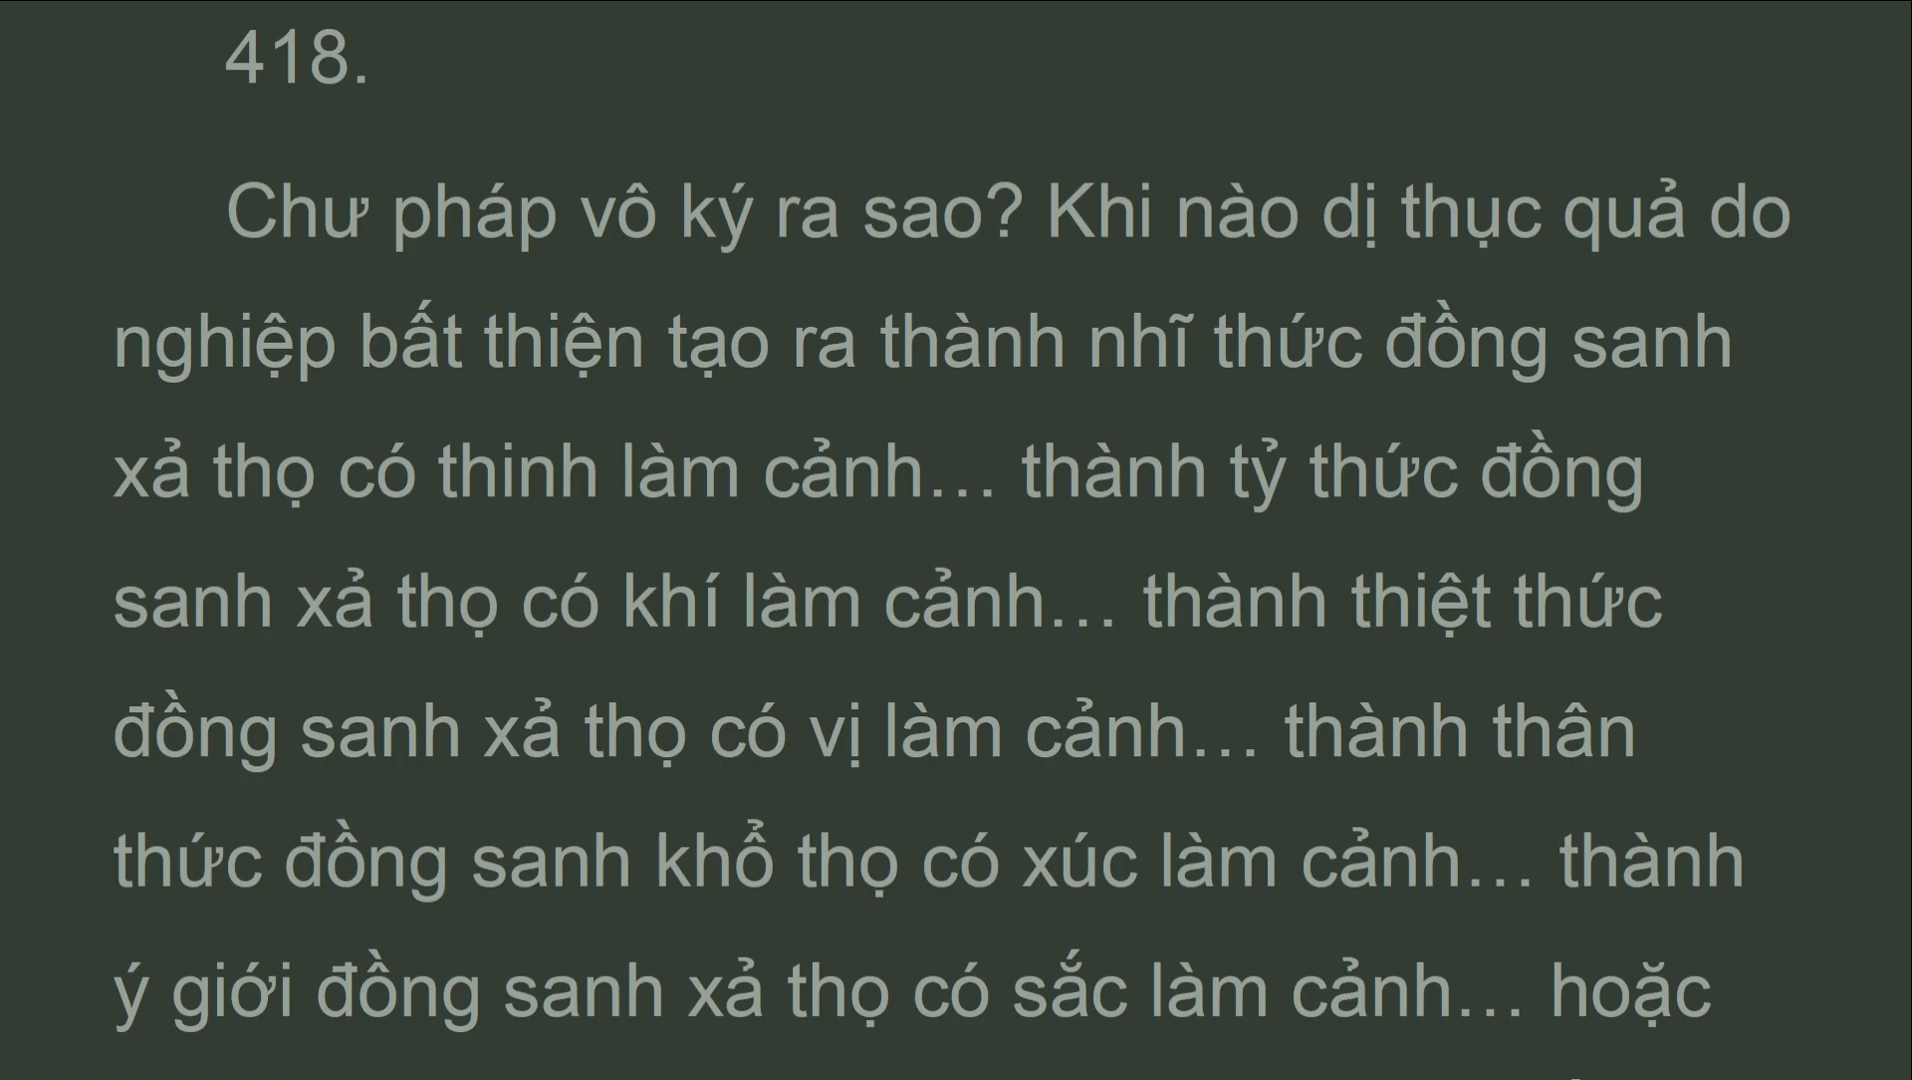 418.
Chư pháp vô ký ra sao? Khi nào dị thục quả do
nghiệp bất thiện tạo ra thành nhĩ thức đồng sanh
xả thọ có thinh làm cảnh… thành tỷ thức đồng
sanh xả thọ có khí làm cảnh… thành thiệt thức
đồng sanh xả thọ có vị làm cảnh… thành thân
thức đồng sanh khổ thọ có xúc làm cảnh… thành
ý giới đồng sanh xả thọ có sắc làm cảnh… hoặc